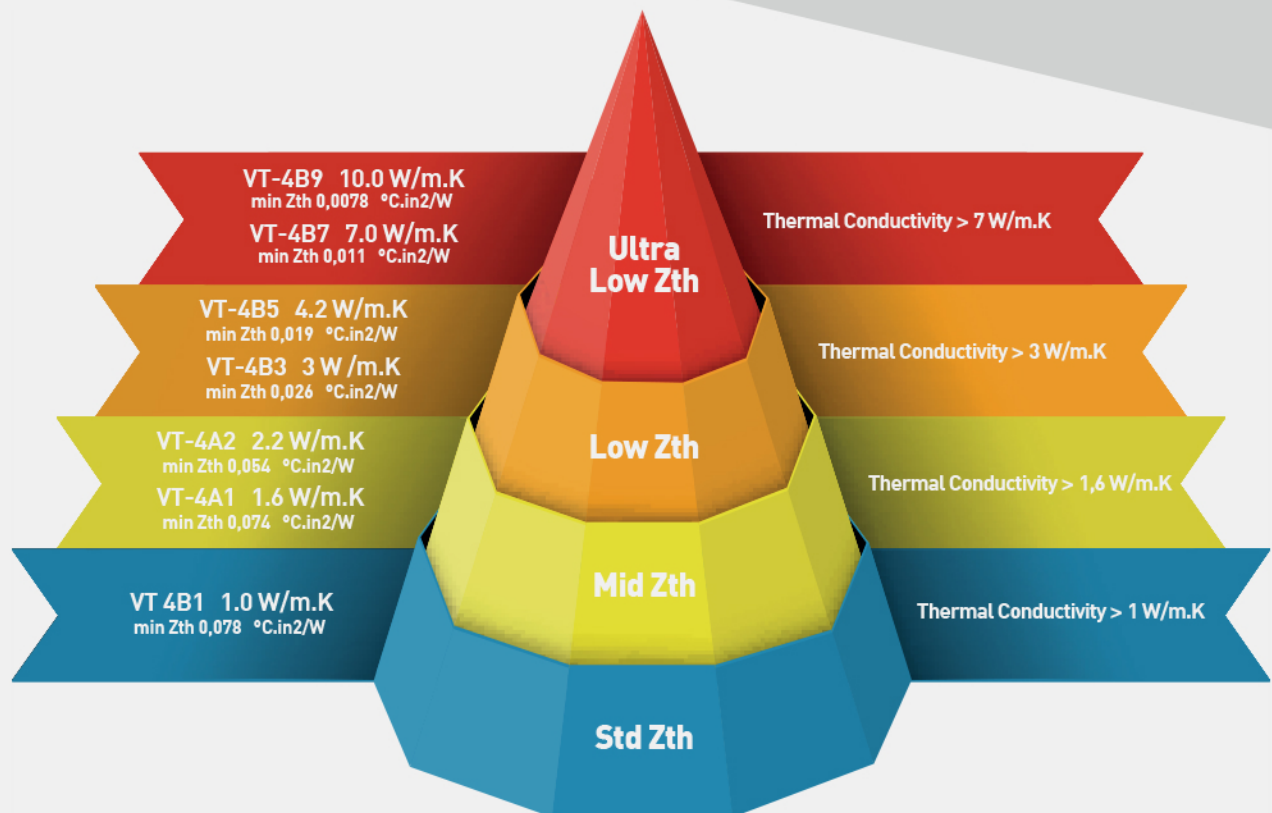 VT-4B9 10.0 W/m.K
min Zth 0,0078 °C.in2/W
VT-4B7 7.0 W/m.K
min Zth 0,011 °C.in2/W
Ultra
Low Zth
Thermal Conductivity > 7 W/m.K
VT-4B5 4.2 W/m.K
min Zth 0,019 °C.in2/W
VT-4B3 3 W /m.K
min Zth 0,026 °C.in2/W
Low Zth
Thermal Conductivity > 3 W/m.K
VT-4A2 2.2 W/m.K
min Zth 0,054 °C.in2/W
VT-4A1 1.6 W/m.K
min Zth 0,074 °C.in2/W
Mid Zth
Thermal Conductivity > 1,6 W/m.K
VT 4B1 1.0 W/m.K
min Zth 0,078 °C.in2/W
Std Zth
Thermal Conductivity > 1 W/m.K